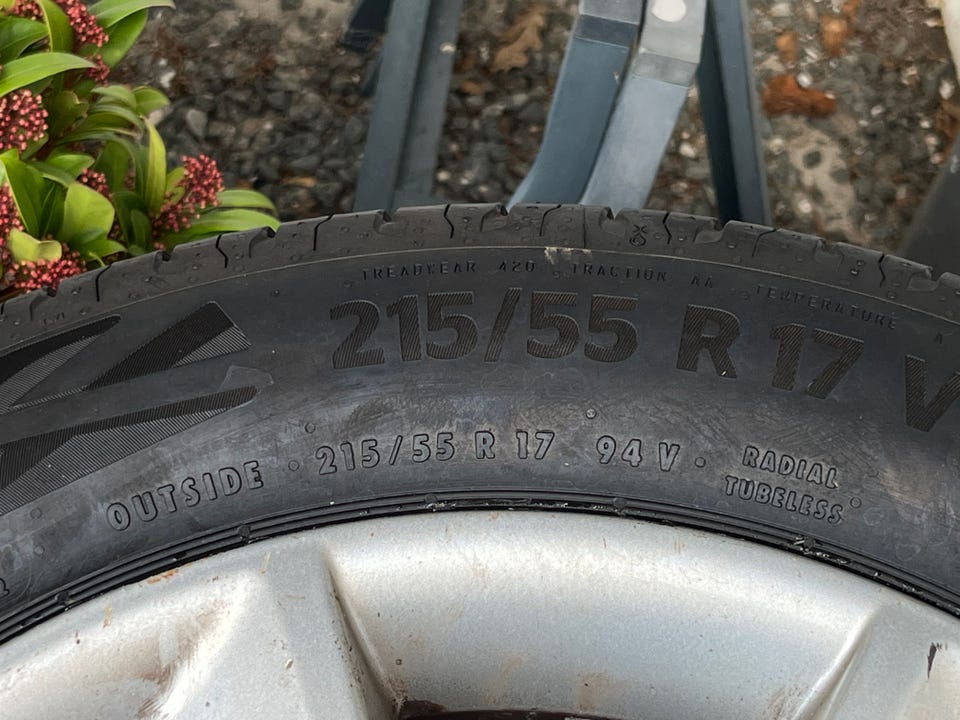 TREADWEAR 420 TRACTION AA TEMPERATURE A
215/55 R 17 V
OUTSIDE 215/55 R 17 94 V
RADIAL
TUBELESS